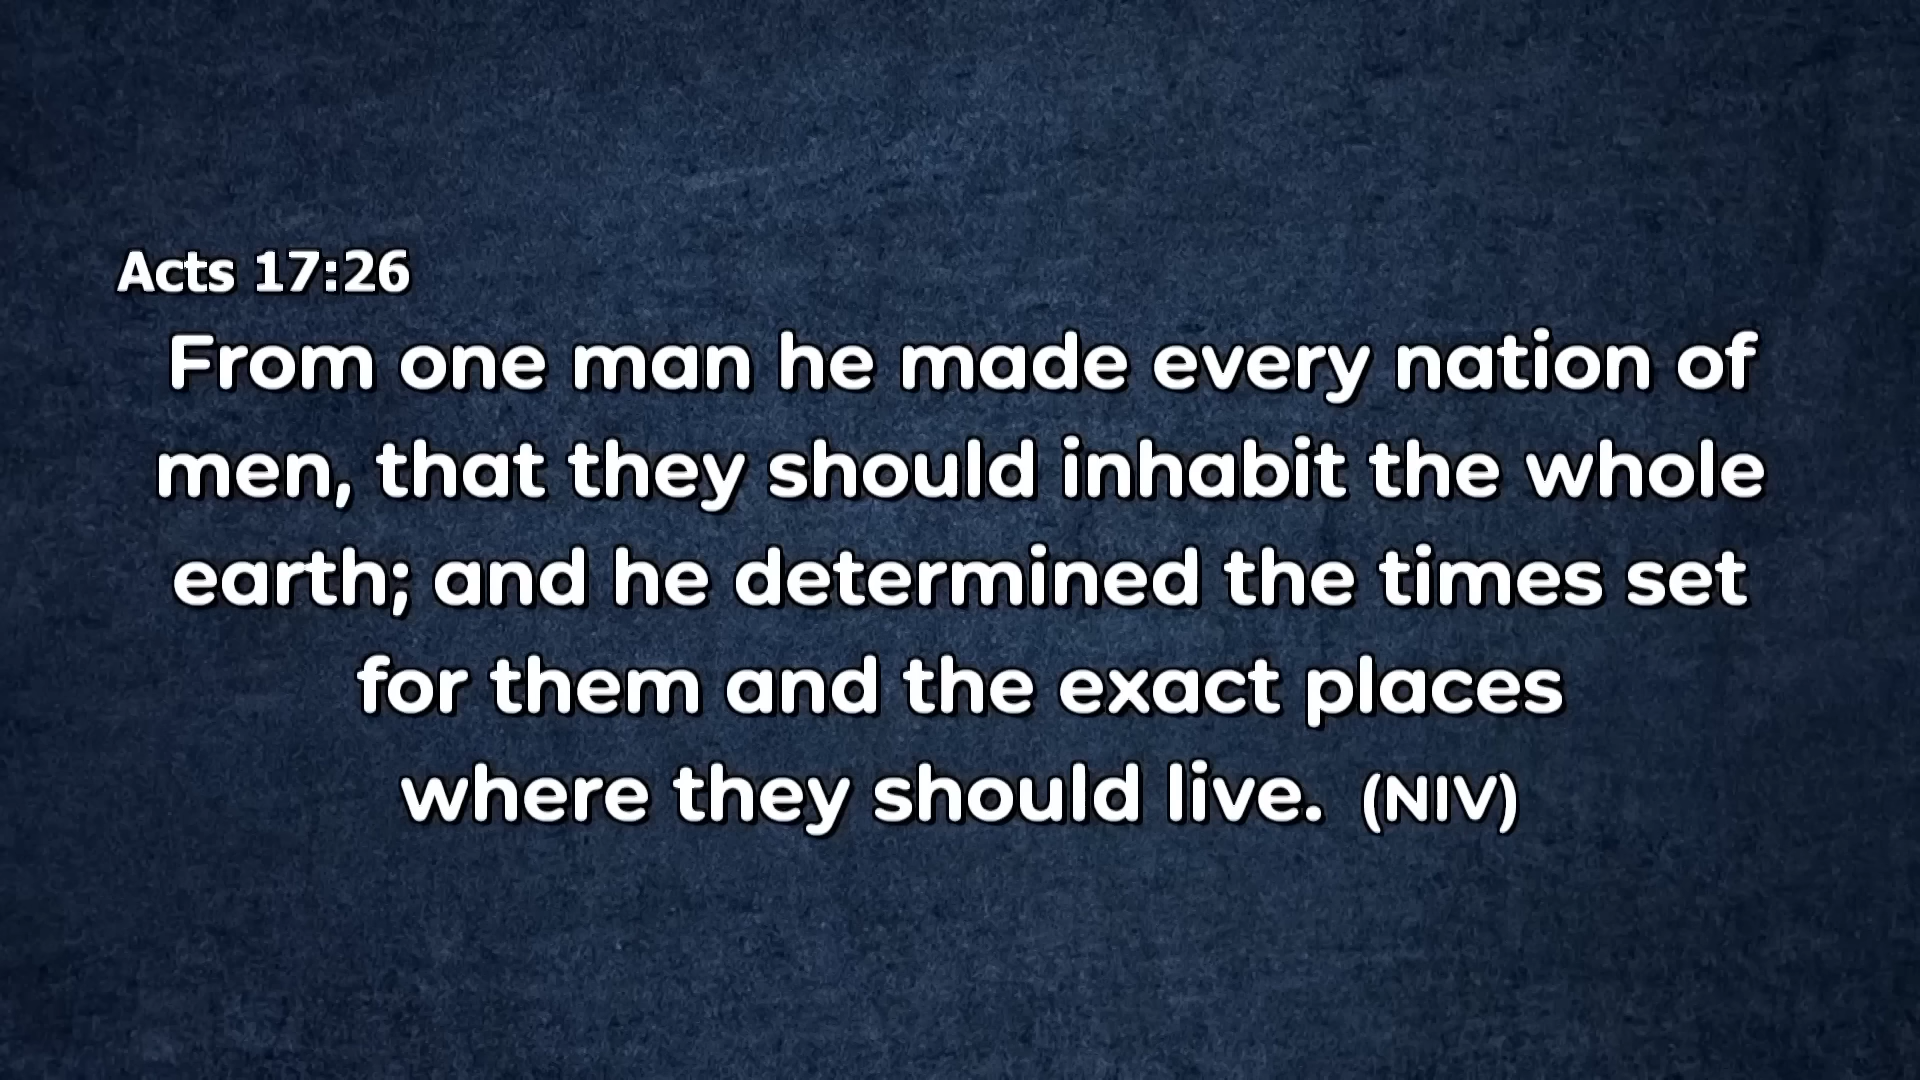 Acts 17:26
From one man he made every nation of
men, that they should inhabit the whole
earth; and he determined the times set
for them and the exact places
where they should live. (NIV)